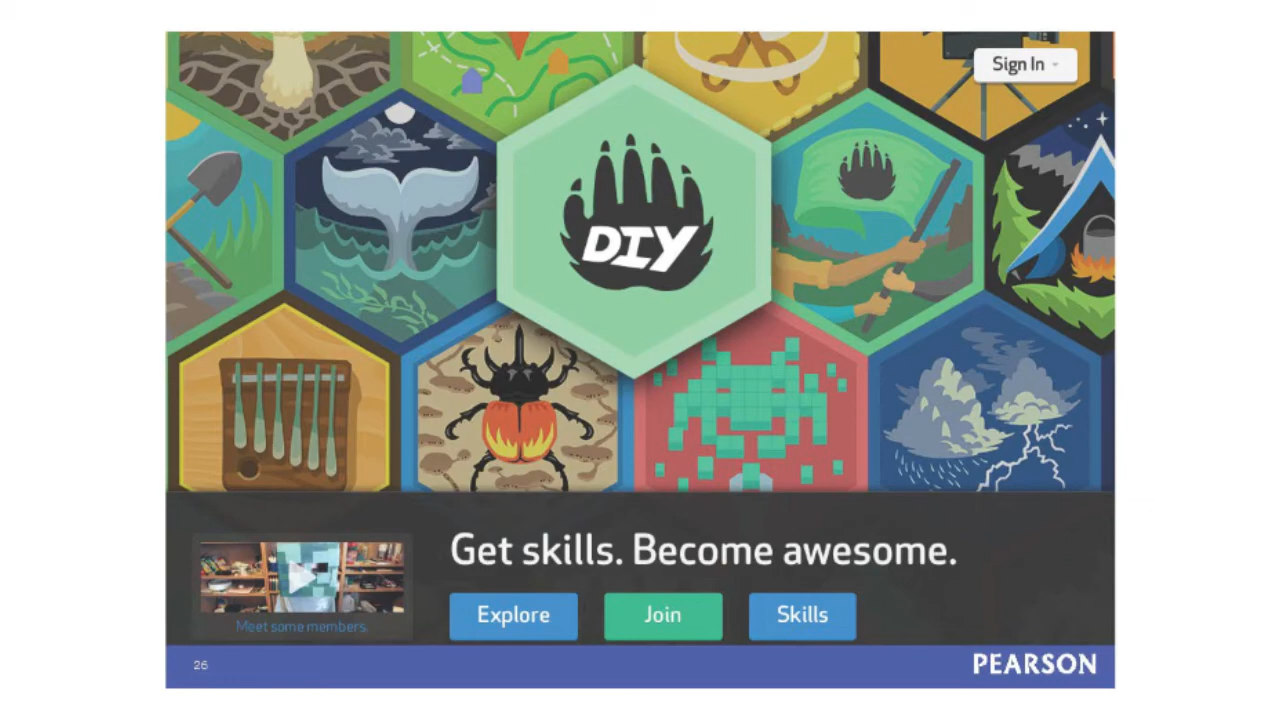 Sign In
DIY
Get skills. Become awesome.
Explore
Join
Skills
Meet some members.
26
PEARSON